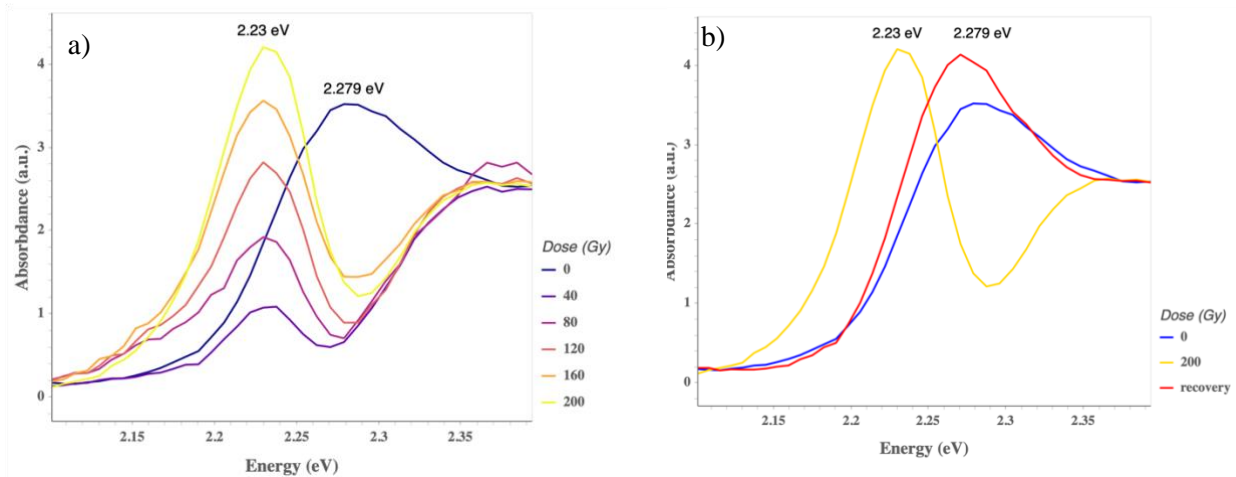 a)
2.23 eV
2.279 eV
4
3
2
1
0
Absorbdance (a.u.)
2.15
2.2
2.25
2.3
2.35
Energy (eV)
Dose (Gy)
0
40
80
120
160
200
b)
2.23 eV
2.279 eV
4
3
2
1
0
Absorbdance (a.u.)
2.15
2.2
2.25
2.3
2.35
Energy (eV)
Dose (Gy)
0
200
recovery